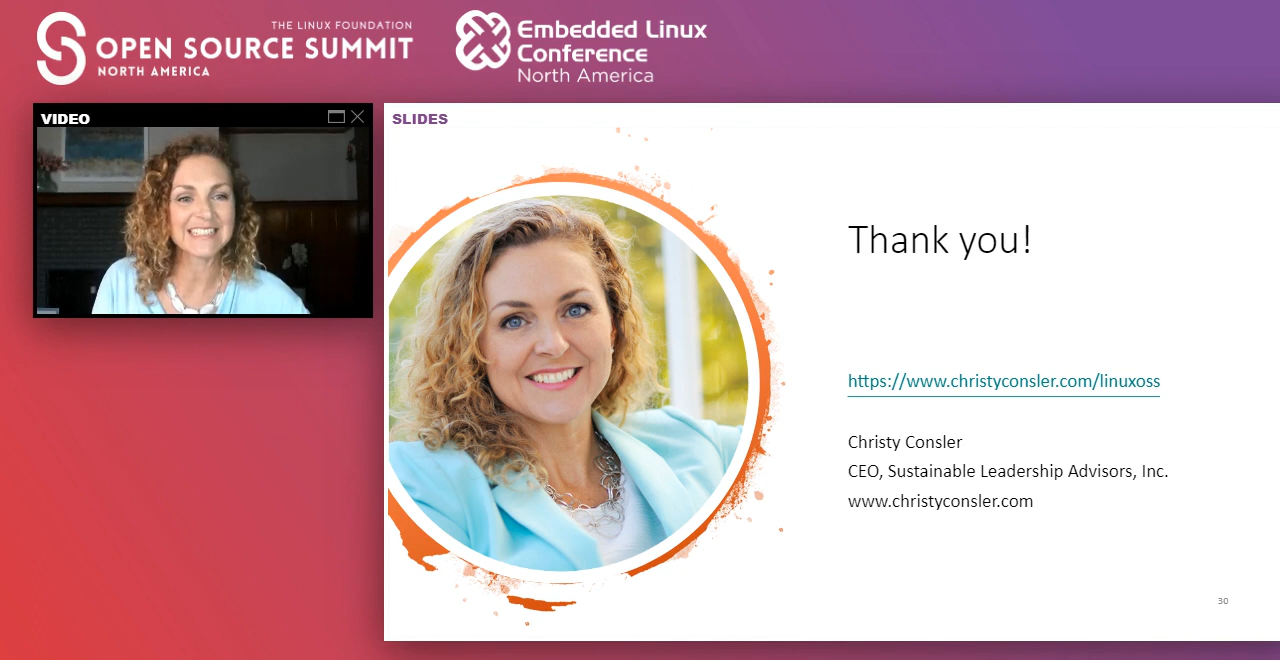 THE LINUX FOUNDATION
OPEN SOURCE SUMMIT
NORTH AMERICA
Embedded Linux
Conference
North America
VIDEO
SLIDES
Thank you!
https://www.christyconsler.com/linuxoss
Christy Consler
CEO, Sustainable Leadership Advisors, Inc.
www.christyconsler.com
30